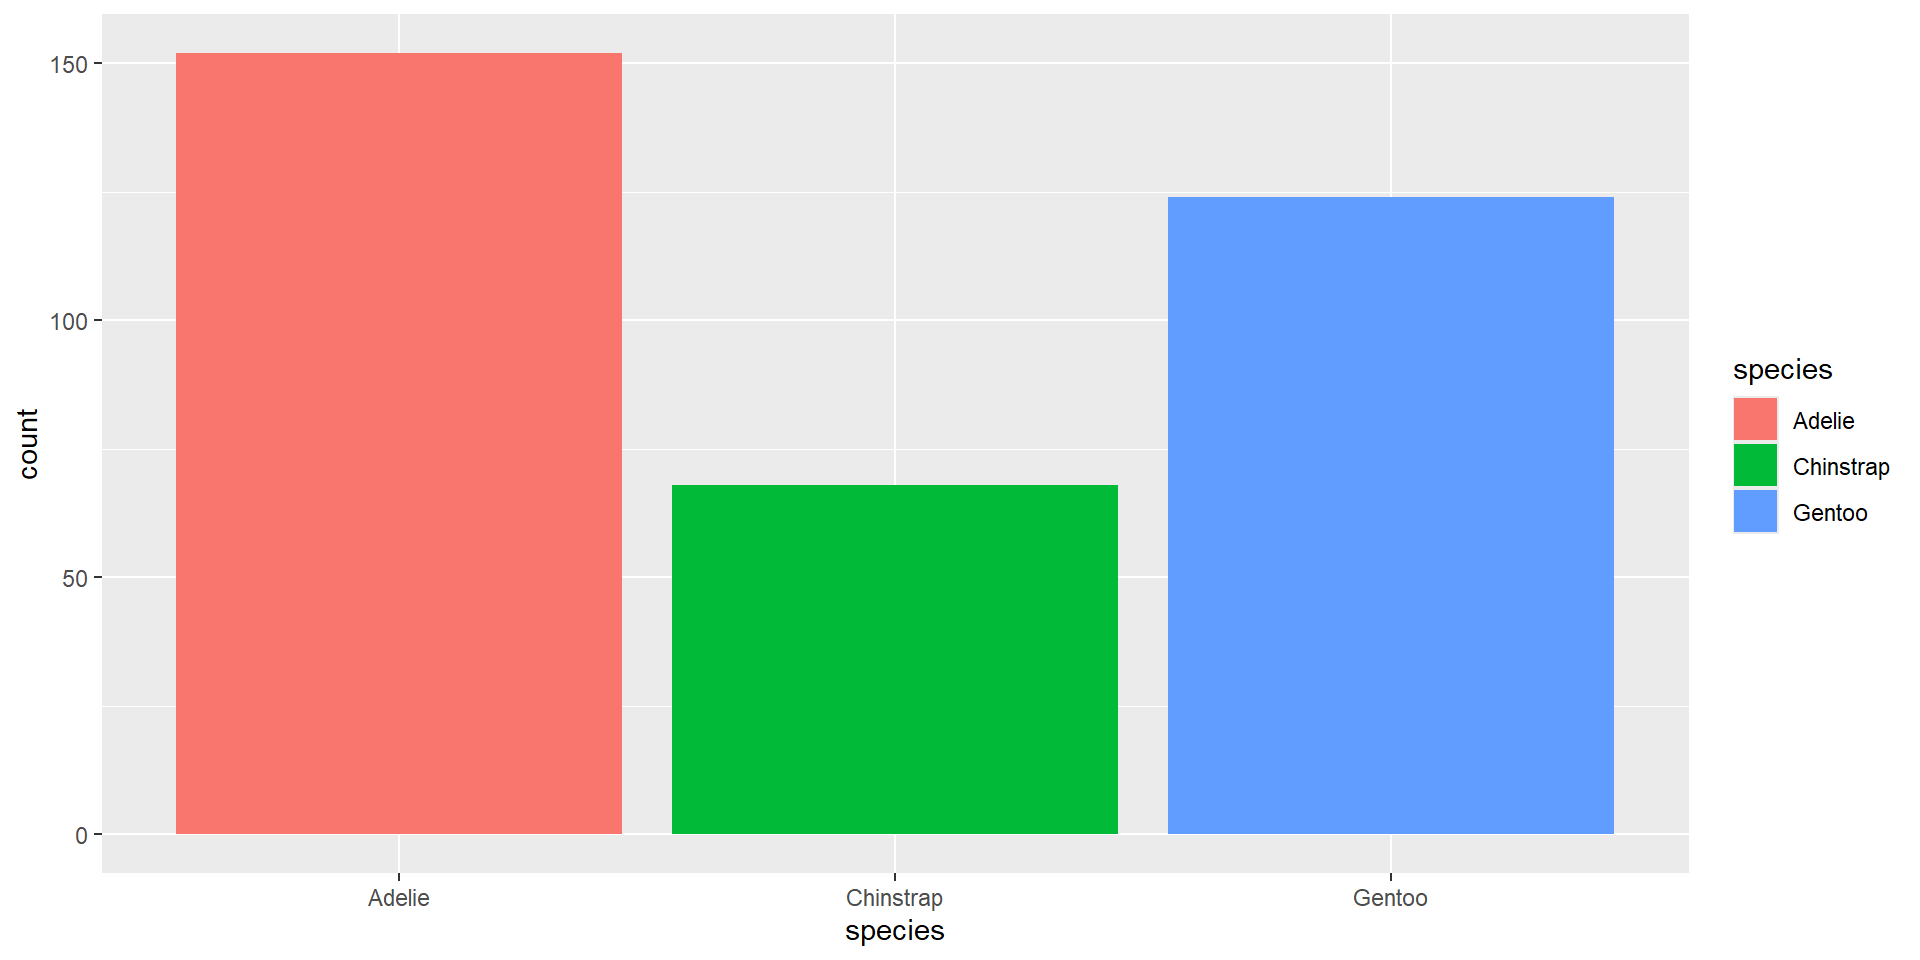 150
100
50
0
count
Adelie
Chinstrap
Gentoo
species
species
Adelie
Chinstrap
Gentoo